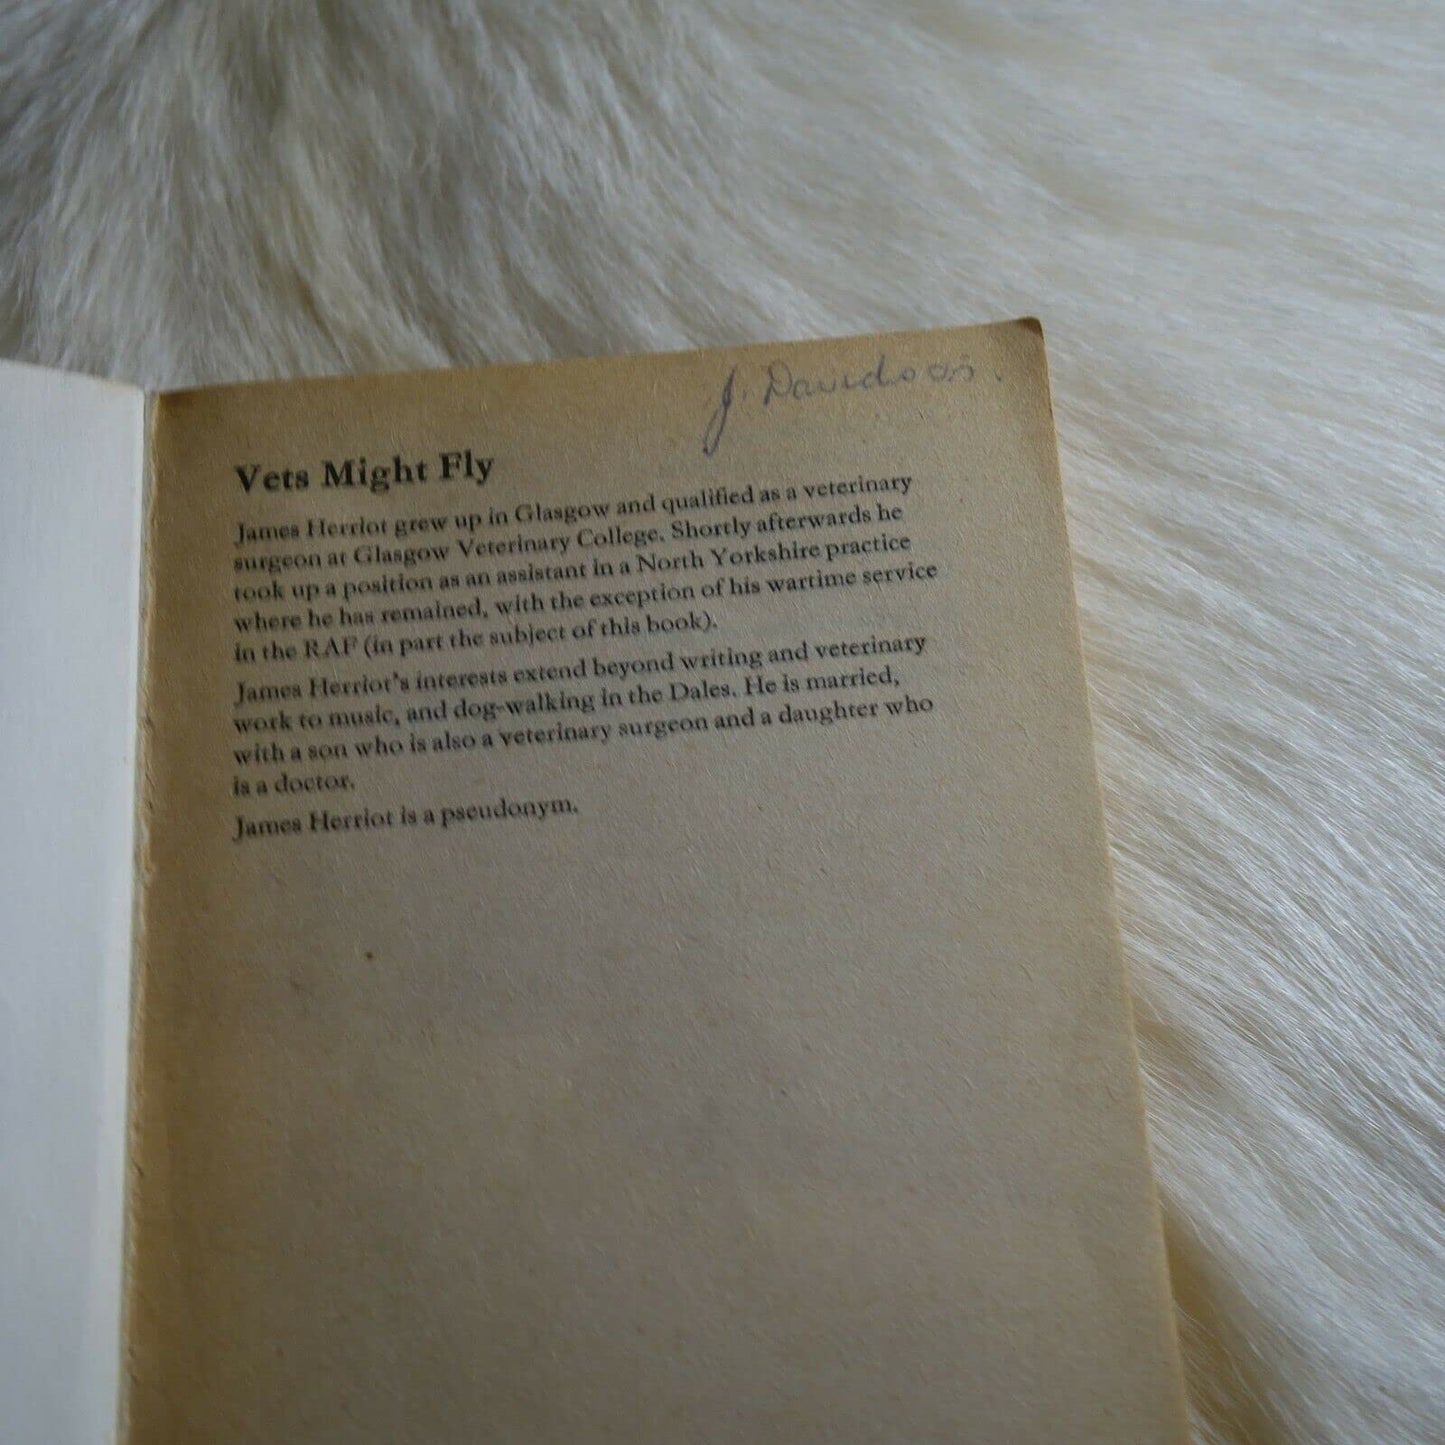 J. Davidson.
Vets Might Fly
James Herriot grew up in Glasgow and qualified as a veterinary
surgeon at Glasgow Veterinary College. Shortly afterwards he
took up a position as an assistant in a North Yorkshire practice
where he has remained, with the exception of his wartime service
in the RAF (in part the subject of this book).
James Herriot's interests extend beyond writing and veterinary
work to music, and dog-walking in the Dales. He is married,
with a son who is also a veterinary surgeon and a daughter who
is a doctor.
James Herriot is a pseudonym.